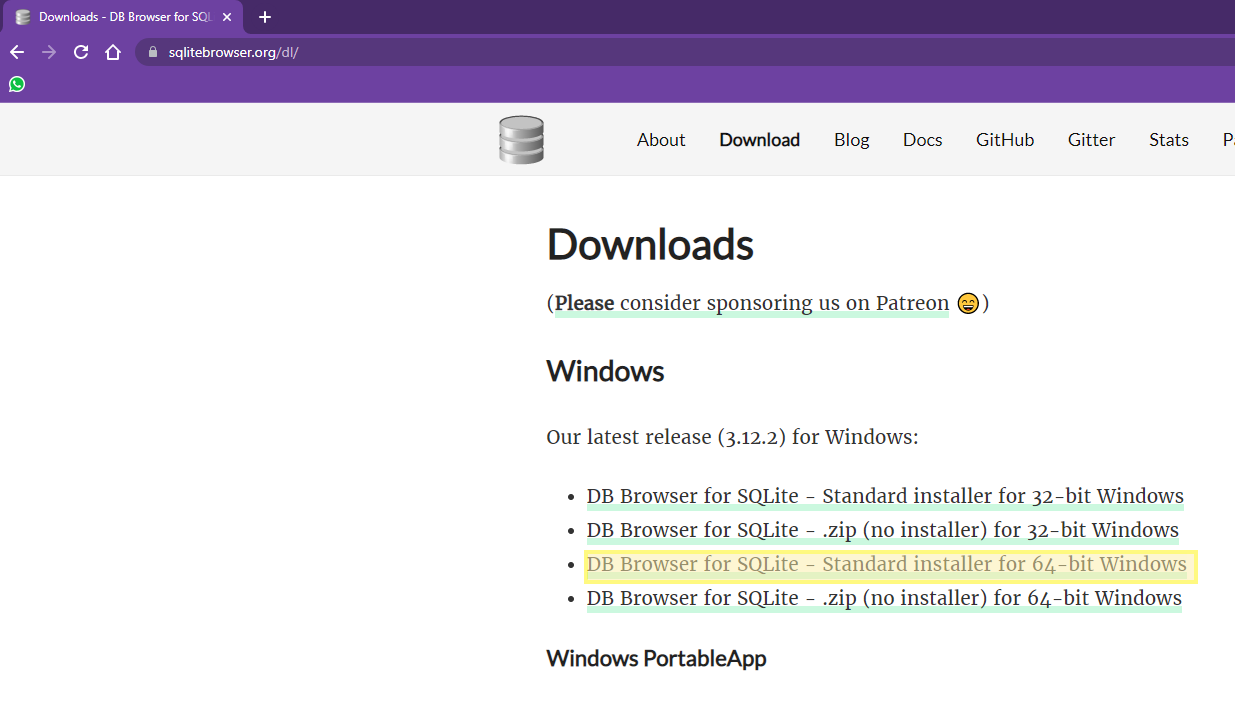 Downloads - DB Browser for SQL
sqlitebrowser.org/dl/
About Download Blog Docs GitHub Gitter Stats
Downloads
(Please consider sponsoring us on Patreon 😄)
Windows
Our latest release (3.12.2) for Windows:
• DB Browser for SQLite - Standard installer for 32-bit Windows
• DB Browser for SQLite - .zip (no installer) for 32-bit Windows
• DB Browser for SQLite - Standard installer for 64-bit Windows
• DB Browser for SQLite - .zip (no installer) for 64-bit Windows
Windows PortableApp